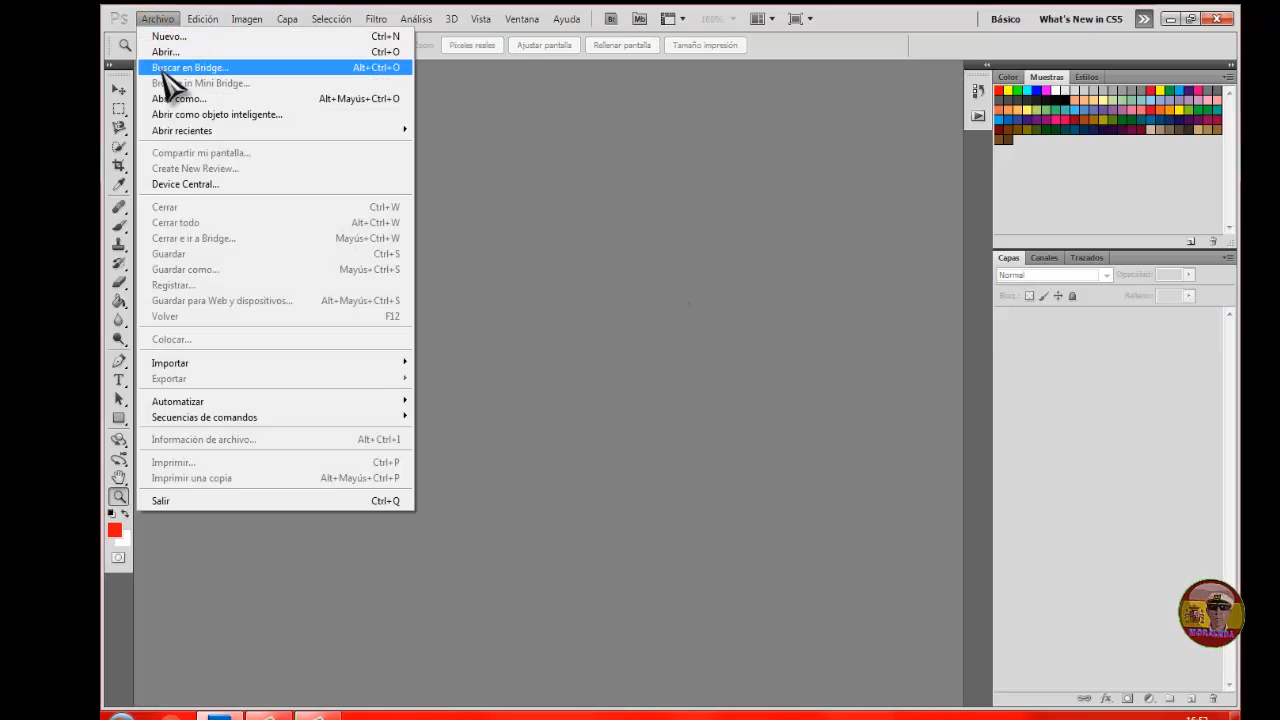 Ps Archivo Edición Imagen Capa Selección Filtro Análisis 3D Vista Ventana Ayuda Br Mb 100% Básico What's New in CS5
Píxeles reales Ajustar pantalla Rellenar pantalla Tamaño impresión
Nuevo... Ctrl+N
Abrir... Ctrl+O
Buscar en Bridge... Alt+Ctrl+O
in Mini Bridge...
Abrir como... Alt+Mayús+Ctrl+O
Abrir como objeto inteligente...
Abrir recientes
Compartir mi pantalla...
Create New Review...
Device Central...
Cerrar Ctrl+W
Cerrar todo Alt+Ctrl+W
Cerrar e ir a Bridge... Mayús+Ctrl+W
Guardar Ctrl+S
Guardar como... Mayús+Ctrl+S
Registrar...
Guardar para Web y dispositivos... Alt+Mayús+Ctrl+S
Volver F12
Colocar...
Importar
Exportar
Automatizar
Secuencias de comandos
Información de archivo... Alt+Ctrl+I
Imprimir... Ctrl+P
Imprimir una copia Alt+Mayús+Ctrl+P
Salir Ctrl+Q
Color Muestras Estilos
Capas Canales Trazados
Normal Opacidad:
Bloq.: Relleno: